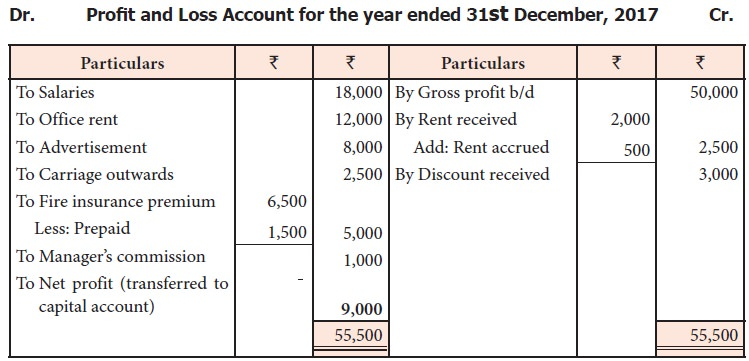 Dr. Profit and Loss Account for the year ended 31st December, 2017 Cr.
Particulars ₹ ₹ Particulars ₹ ₹
To Salaries 18,000 By Gross profit b/d 50,000
To Office rent 12,000 By Rent received 2,000
To Advertisement 8,000 Add: Rent accrued 500 2,500
To Carriage outwards 2,500 By Discount received 3,000
To Fire insurance premium 6,500
Less: Prepaid 1,500 5,000
To Manager's commission 1,000
To Net profit (transferred to -
capital account) 9,000
55,500 55,500